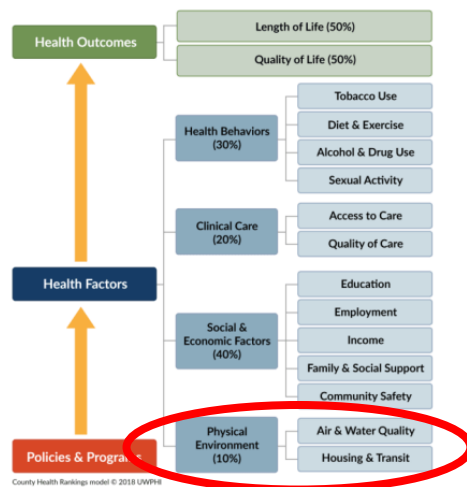 Health Outcomes
Length of Life (50%)
Quality of Life (50%)
Health Behaviors
(30%)
Tobacco Use
Diet & Exercise
Alcohol & Drug Use
Sexual Activity
Clinical Care
(20%)
Access to Care
Quality of Care
Health Factors
Social &
Economic Factors
(40%)
Education
Employment
Income
Family & Social Support
Community Safety
Physical
Environment
(10%)
Air & Water Quality
Housing & Transit
Policies & Programs
County Health Rankings model © 2018 UWPHI